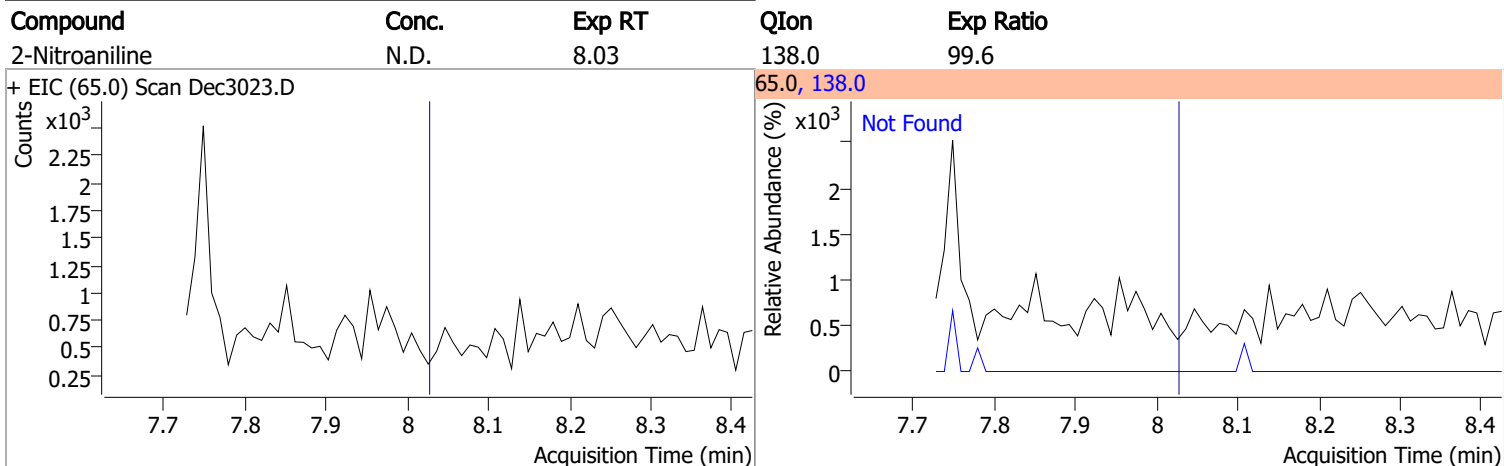 Compound Conc. Exp RT QIon Exp Ratio
2-Nitroaniline N.D. 8.03 138.0 99.6
+ EIC (65.0) Scan Dec3023.D
Counts
x10³
2.25
2
1.75
1.5
1.25
1
0.75
0.5
0.25
7.7 7.8 7.9 8 8.1 8.2 8.3 8.4
Acquisition Time (min)
65.0, 138.0
Relative Abundance (%)
x10³
Not Found
2
1.5
1
0.5
0
7.7 7.8 7.9 8 8.1 8.2 8.3 8.4
Acquisition Time (min)